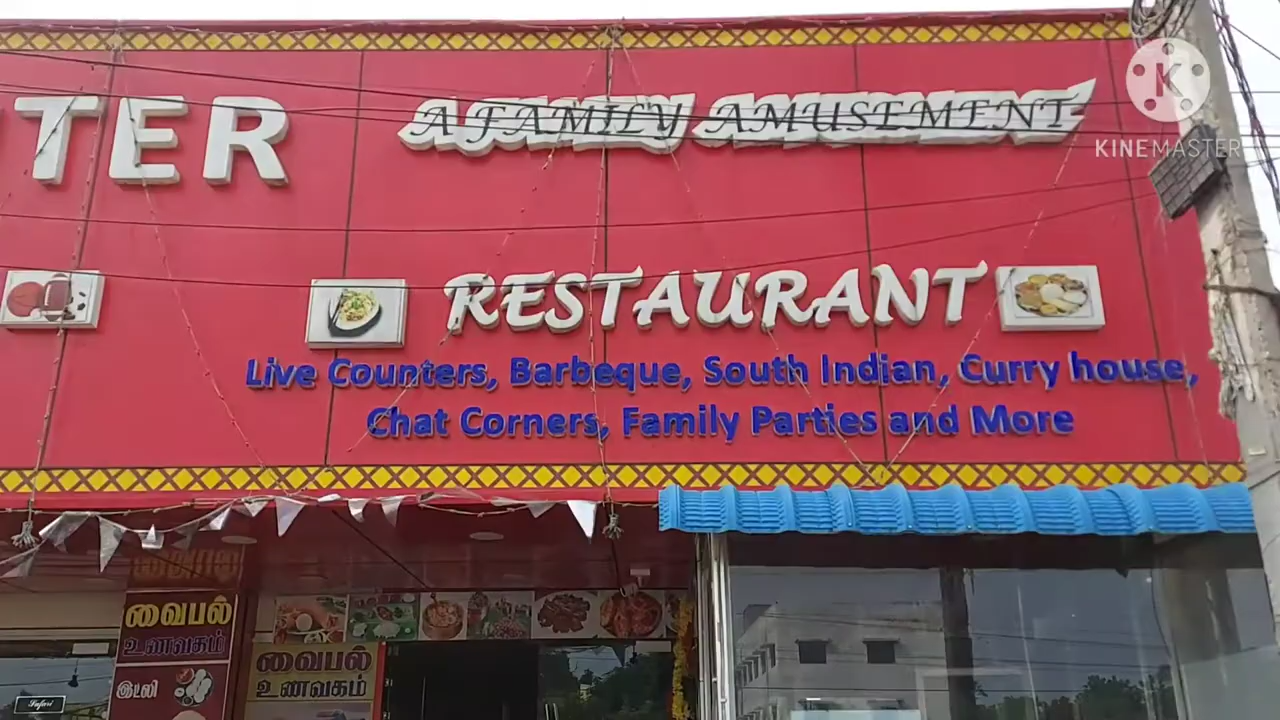 TER
A FAMILY AMUSEMENT
K
KINEMASTER
RESTAURANT
Live Counters, Barbeque, South Indian, Curry house,
Chat Corners, Family Parties and More
வைபல்
உணவகம்
இட்லி
வைபல்
உணவகம்
Safari